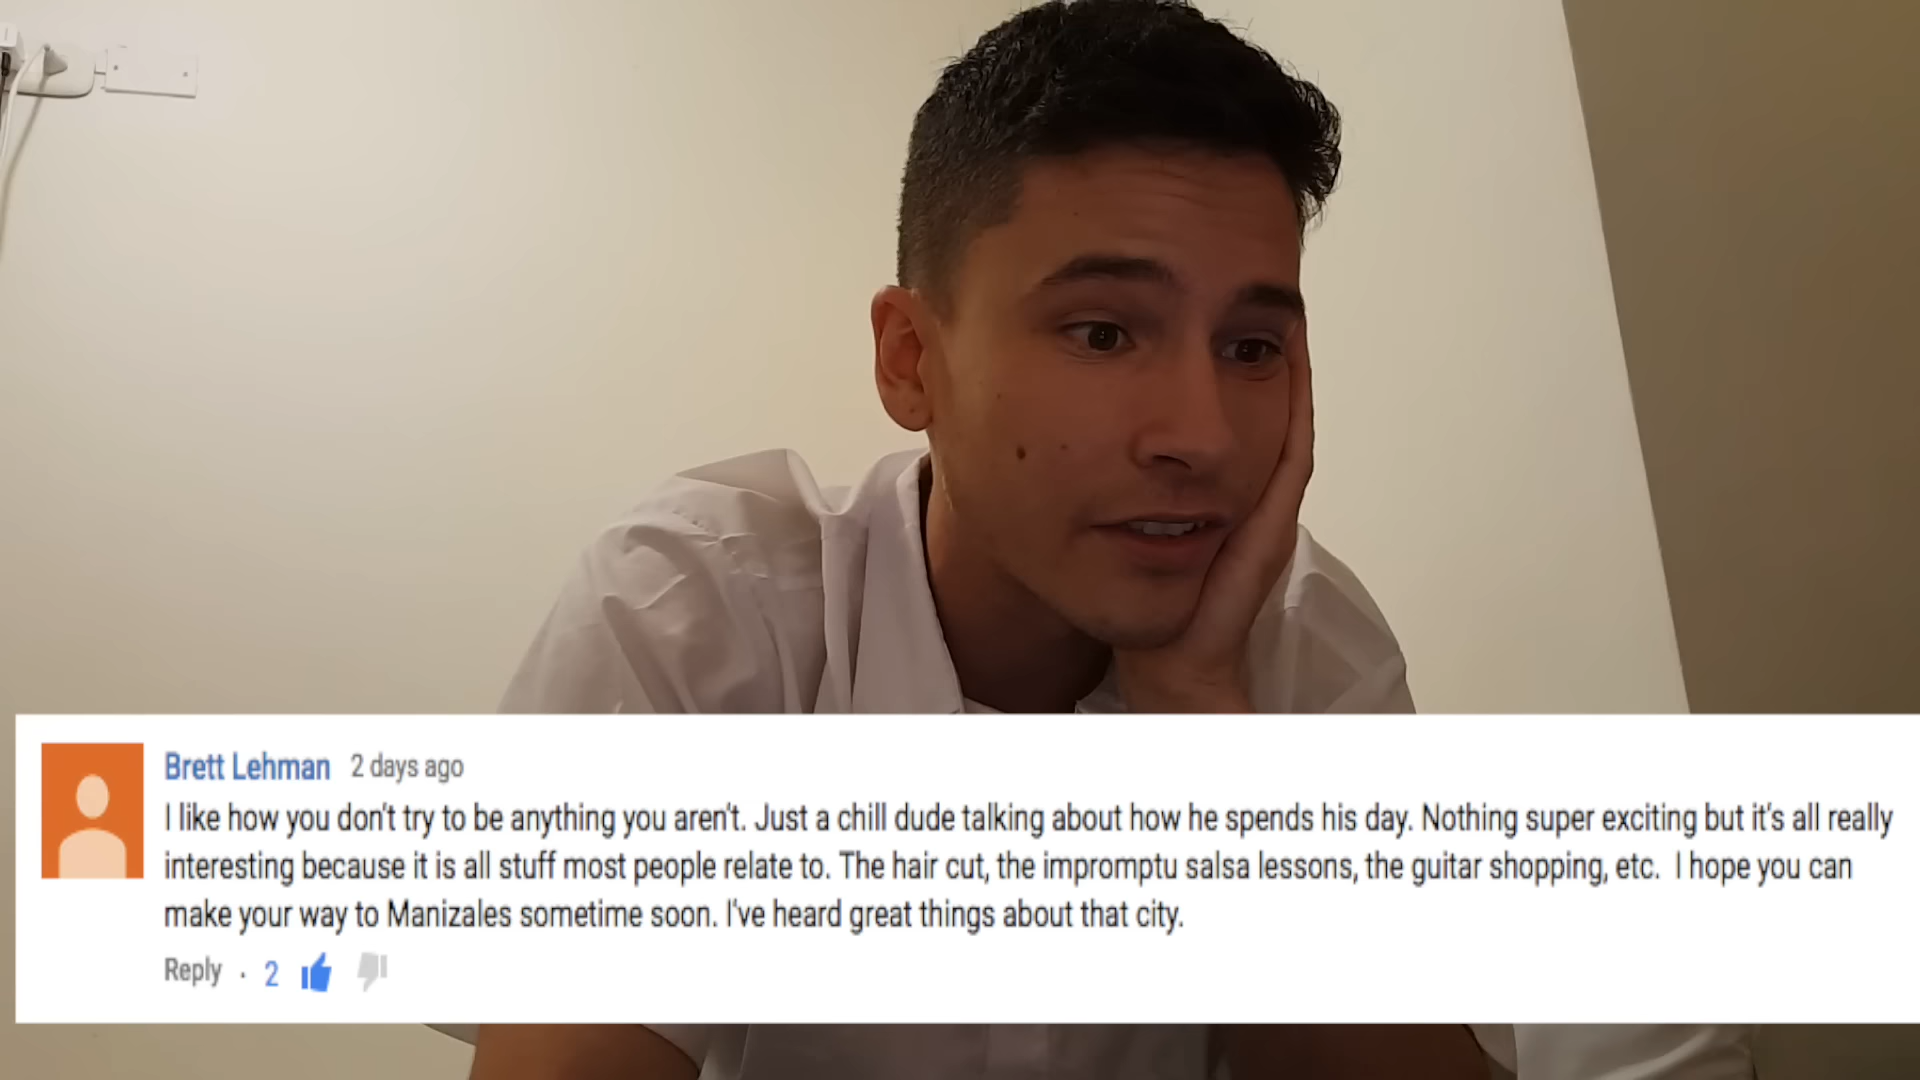 Brett Lehman 2 days ago
I like how you don't try to be anything you aren't. Just a chill dude talking about how he spends his day. Nothing super exciting but it's all really
interesting because it is all stuff most people relate to. The hair cut, the impromptu salsa lessons, the guitar shopping, etc.  I hope you can
make your way to Manizales sometime soon. I've heard great things about that city.
Reply · 2